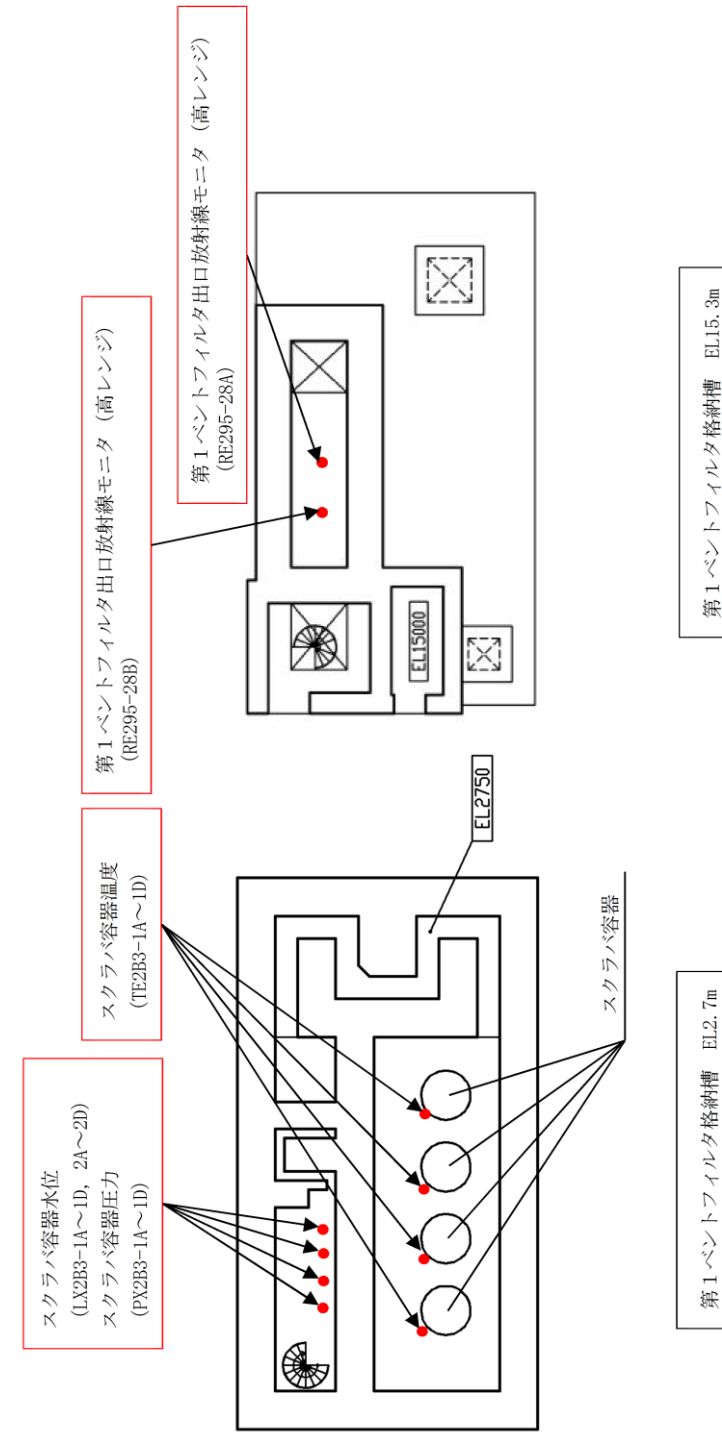 スクラバ容器水位
(LX2B3-1A～1D, 2A～2D)
スクラバ容器圧力
(PX2B3-1A～1D)
スクラバ容器温度
(TE2B3-1A～1D)
EL2750
スクラバ容器
第1ベントフィルタ格納槽 EL2.7m
第1ベントフィルタ出口放射線モニタ (高レンジ)
(RE295-28B)
第1ベントフィルタ出口放射線モニタ (高レンジ)
(RE295-28A)
EL15000
第1ベントフィルタ格納槽 EL15.3m